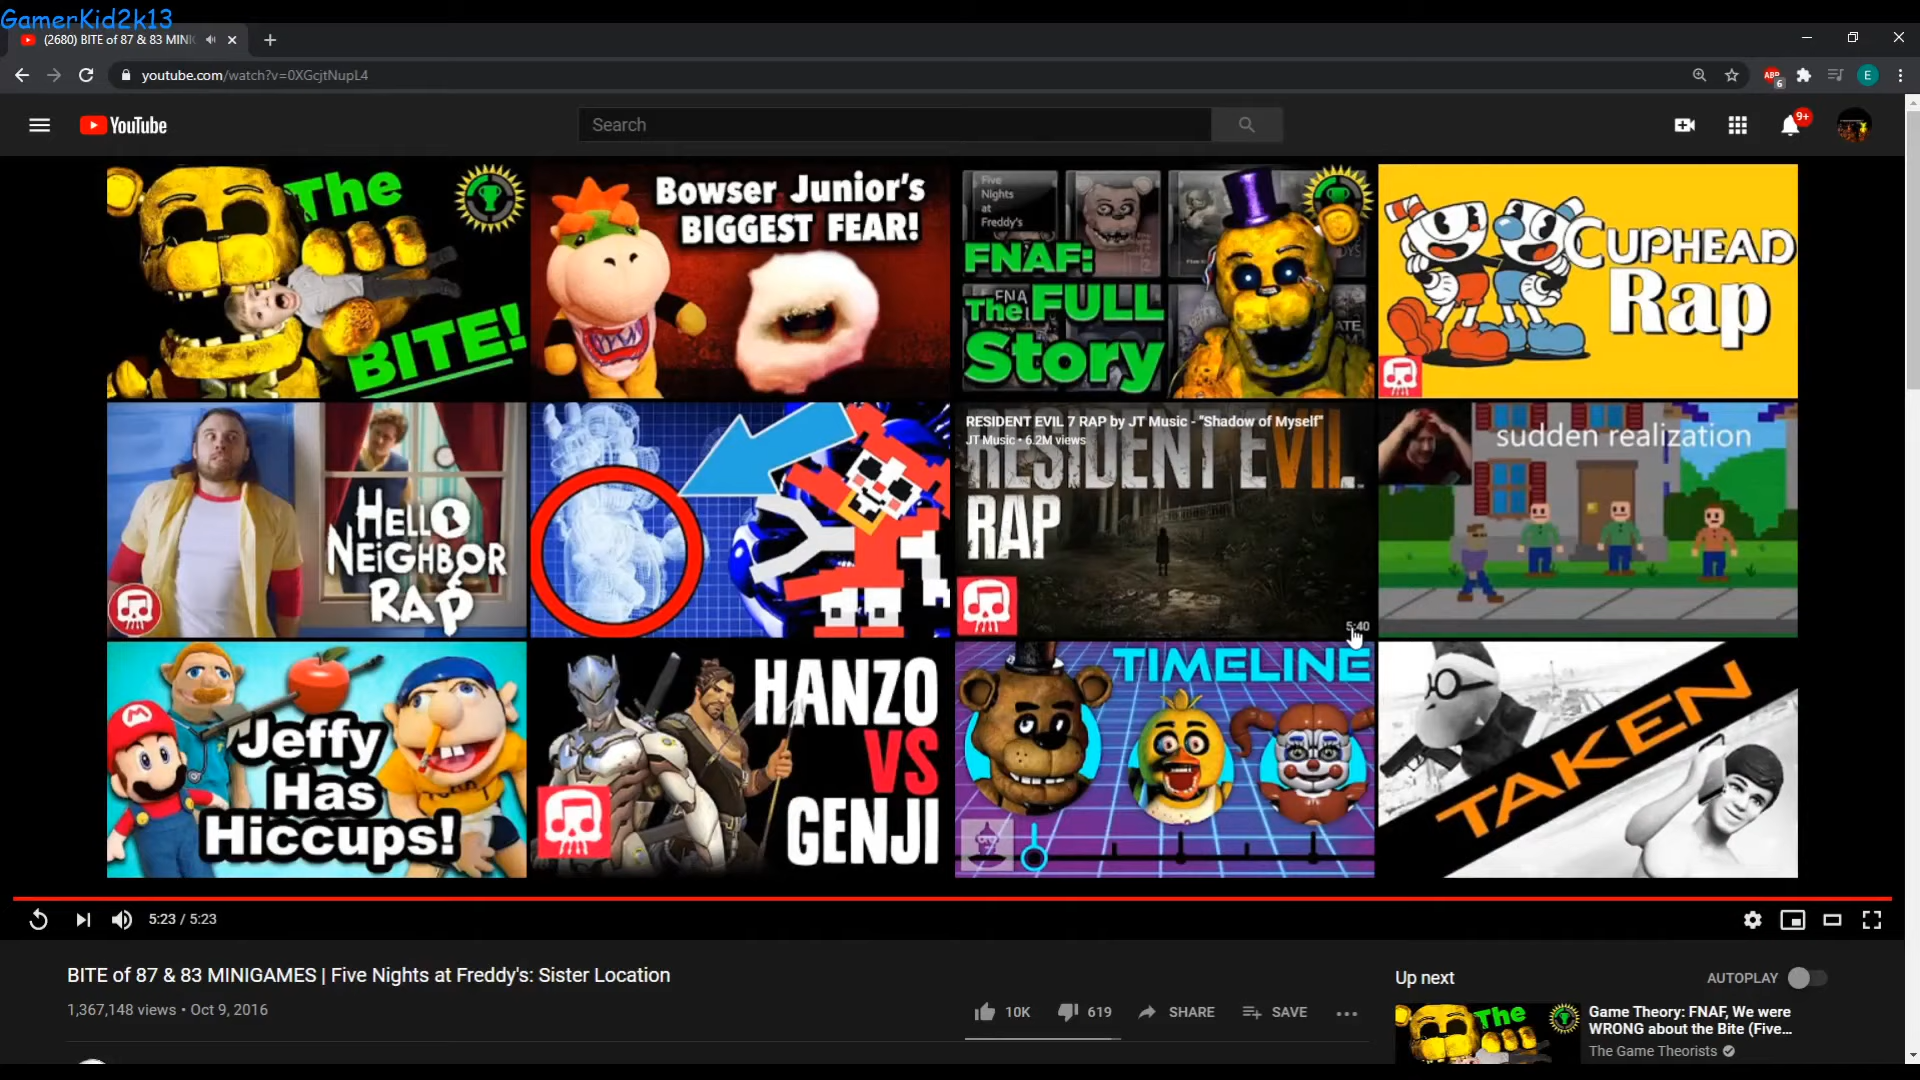 GamerKid2k13
(2680) BITE of 87 & 83 MINI
youtube.com/watch?v=0XGcjtNupL4
ABP
6
E
YouTube
Search
9+
The
BITE!
Bowser Junior's
BIGGEST FEAR!
Five
Nights
at
Freddy's
FNAF:
The FULL
Story
CUPHEAD
Rap
HELLO
NEIGHBOR
RAP
RESIDENT EVIL 7 RAP by JT Music - "Shadow of Myself"
JT Music • 6.2M views
RESIDENT EVIL
RAP
5:40
sudden realization
Jeffy
Has
Hiccups!
HANZO
VS
GENJI
TIMELINE
TAKEN
5:23 / 5:23
BITE of 87 & 83 MINIGAMES | Five Nights at Freddy's: Sister Location
1,367,148 views • Oct 9, 2016
10K
619
SHARE
SAVE
Up next
AUTOPLAY
The
Game Theory: FNAF, We were
WRONG about the Bite (Five...
The Game Theorists